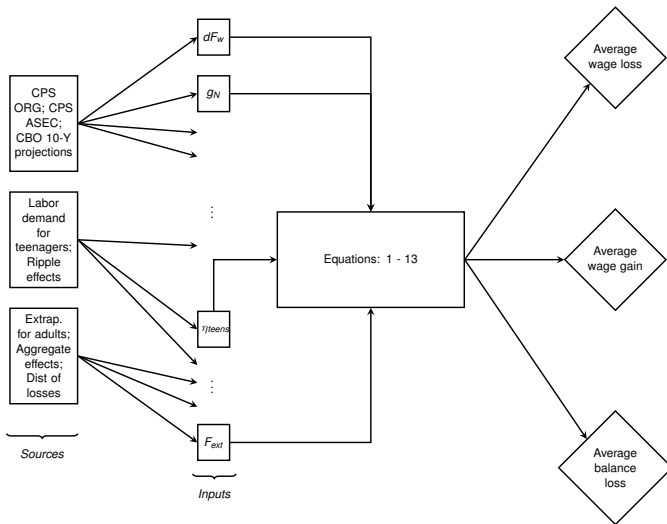 dF_w
g_N
CPS
ORG; CPS
ASEC;
CBO 10-Y
projections
⋮
Labor
demand
for
teenagers;
Ripple
effects
η_teens
Extrap.
for adults;
Aggregate
effects;
Dist of
losses
⋮
F_ext
Sources
Inputs
Equations: 1 - 13
Average
wage loss
Average
wage gain
Average
balance
loss